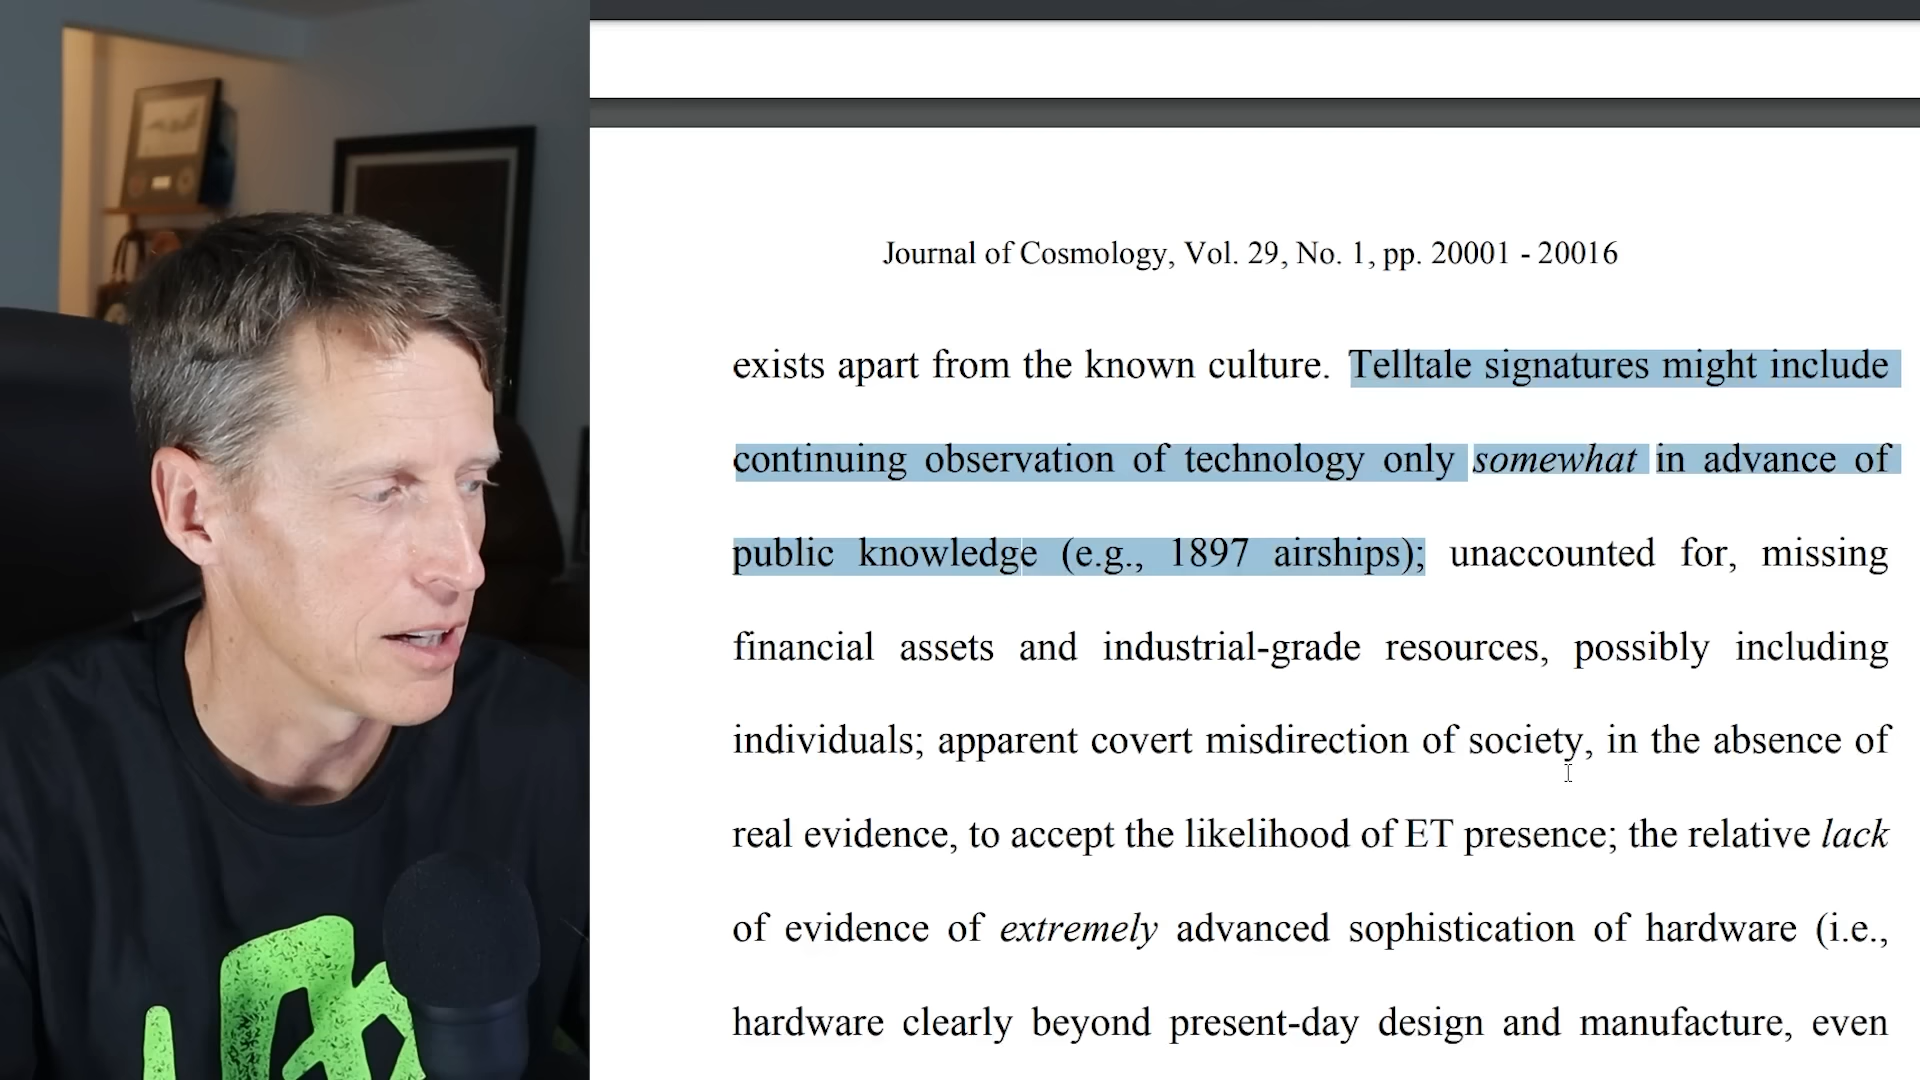 Journal of Cosmology, Vol. 29, No. 1, pp. 20001 - 20016
exists apart from the known culture. Telltale signatures might include
continuing observation of technology only somewhat in advance of
public knowledge (e.g., 1897 airships); unaccounted for, missing
financial assets and industrial-grade resources, possibly including
individuals; apparent covert misdirection of society, in the absence of
real evidence, to accept the likelihood of ET presence; the relative lack
of evidence of extremely advanced sophistication of hardware (i.e.,
hardware clearly beyond present-day design and manufacture, even